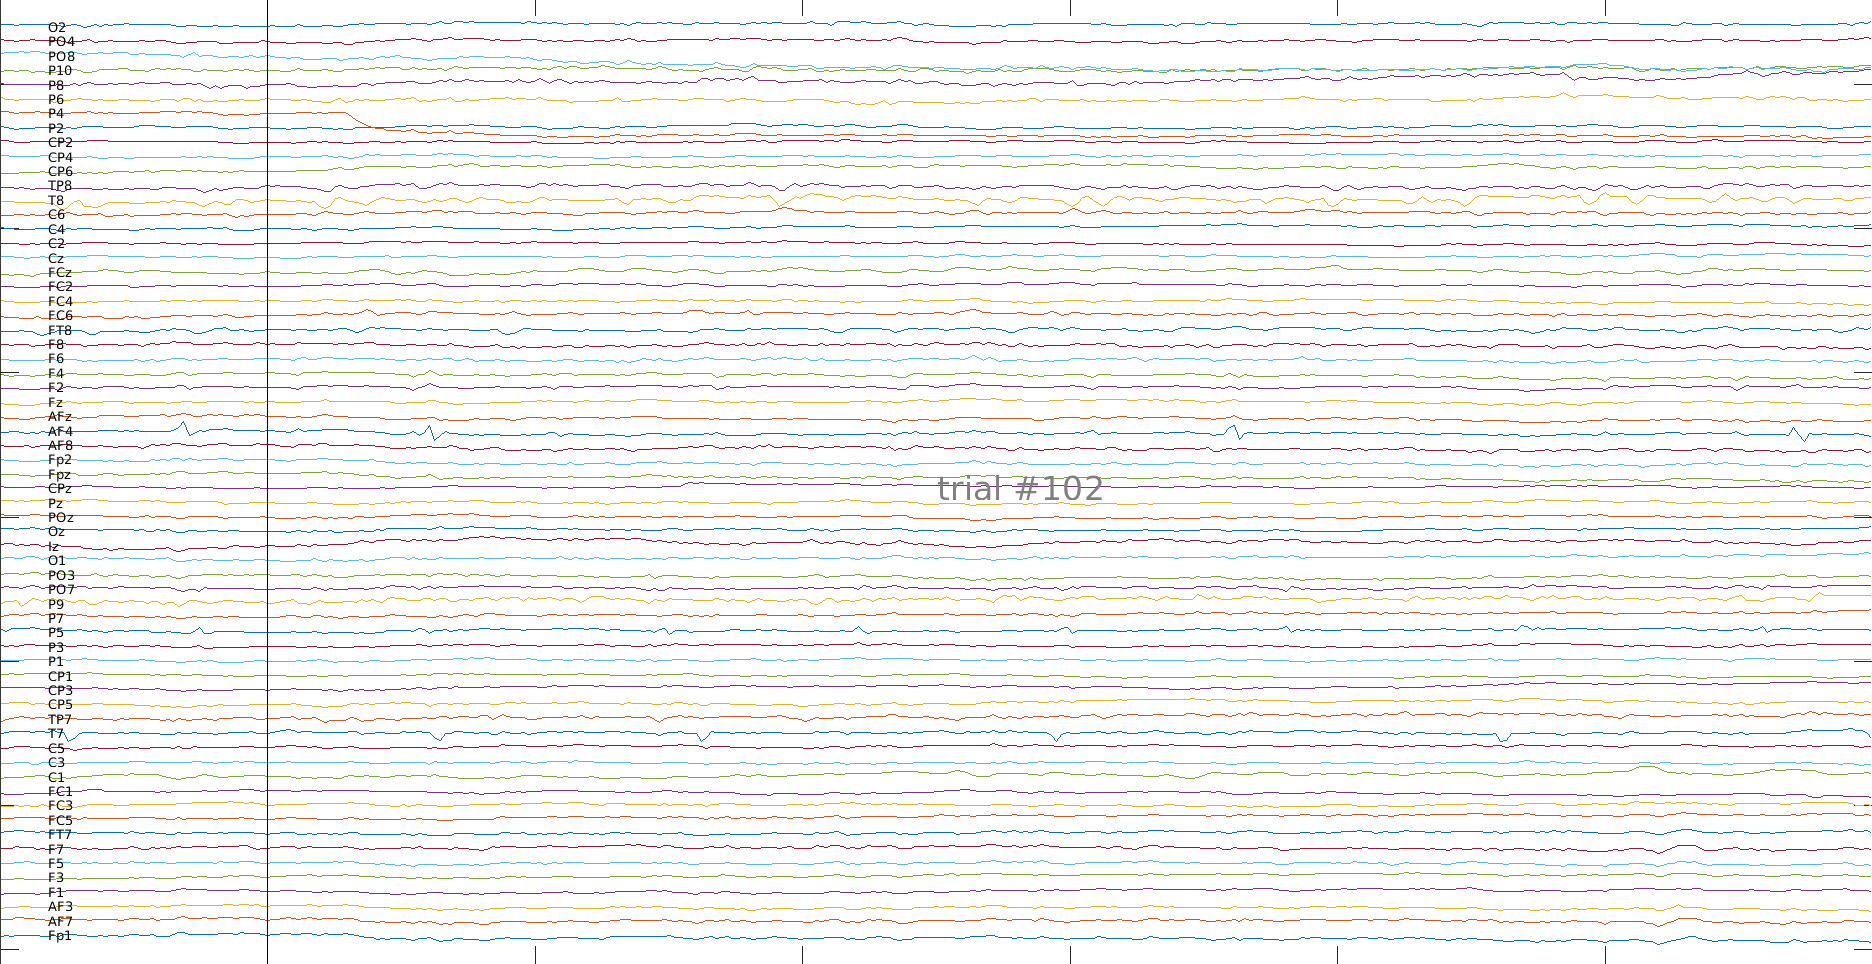 O2
PO4
PO8
P10
P8
P6
P4
P2
CP2
CP4
CP6
TP8
T8
C6
C4
C2
Cz
FCz
FC2
FC4
FC6
FT8
F8
F6
F4
F2
Fz
AFz
AF4
AF8
Fp2
Fpz
CPz
trial #102
Pz
POz
Oz
Iz
O1
PO3
PO7
P9
P7
P5
P3
P1
CP1
CP3
CP5
TP7
T7
C5
C3
C1
FC1
FC3
FC5
FT7
F7
F5
F3
F1
AF3
AF7
Fp1